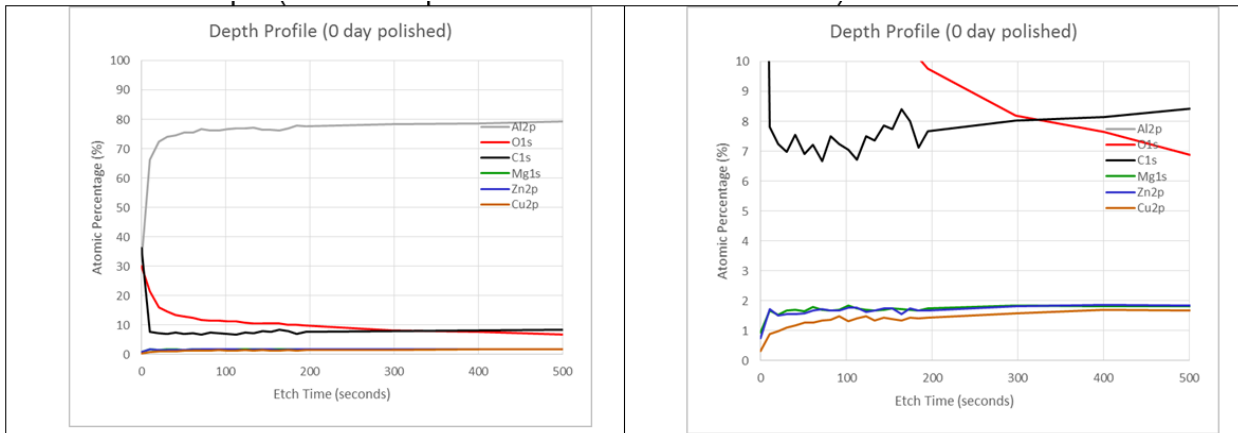 Depth Profile (0 day polished)
Atomic Percentage (%)
100
90
80
70
60
50
40
30
20
10
0
Al2p
O1s
C1s
Mg1s
Zn2p
Cu2p
0
100
200
300
400
500
Etch Time (seconds)
Depth Profile (0 day polished)
Atomic Percentage (%)
10
9
8
7
6
5
4
3
2
1
0
Al2p
O1s
C1s
Mg1s
Zn2p
Cu2p
0
100
200
300
400
500
Etch Time (seconds)